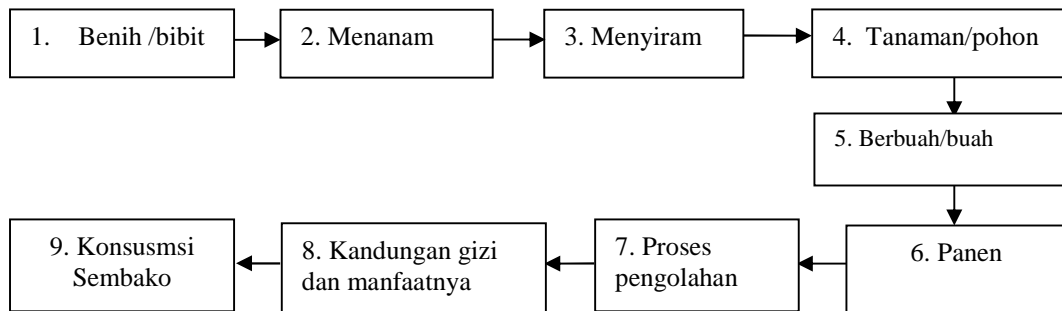 1. Benih /bibit
2. Menanam
3. Menyiram
4. Tanaman/pohon
5. Berbuah/buah
6. Panen
7. Proses
pengolahan
8. Kandungan gizi
dan manfaatnya
9. Konsusmsi
Sembako